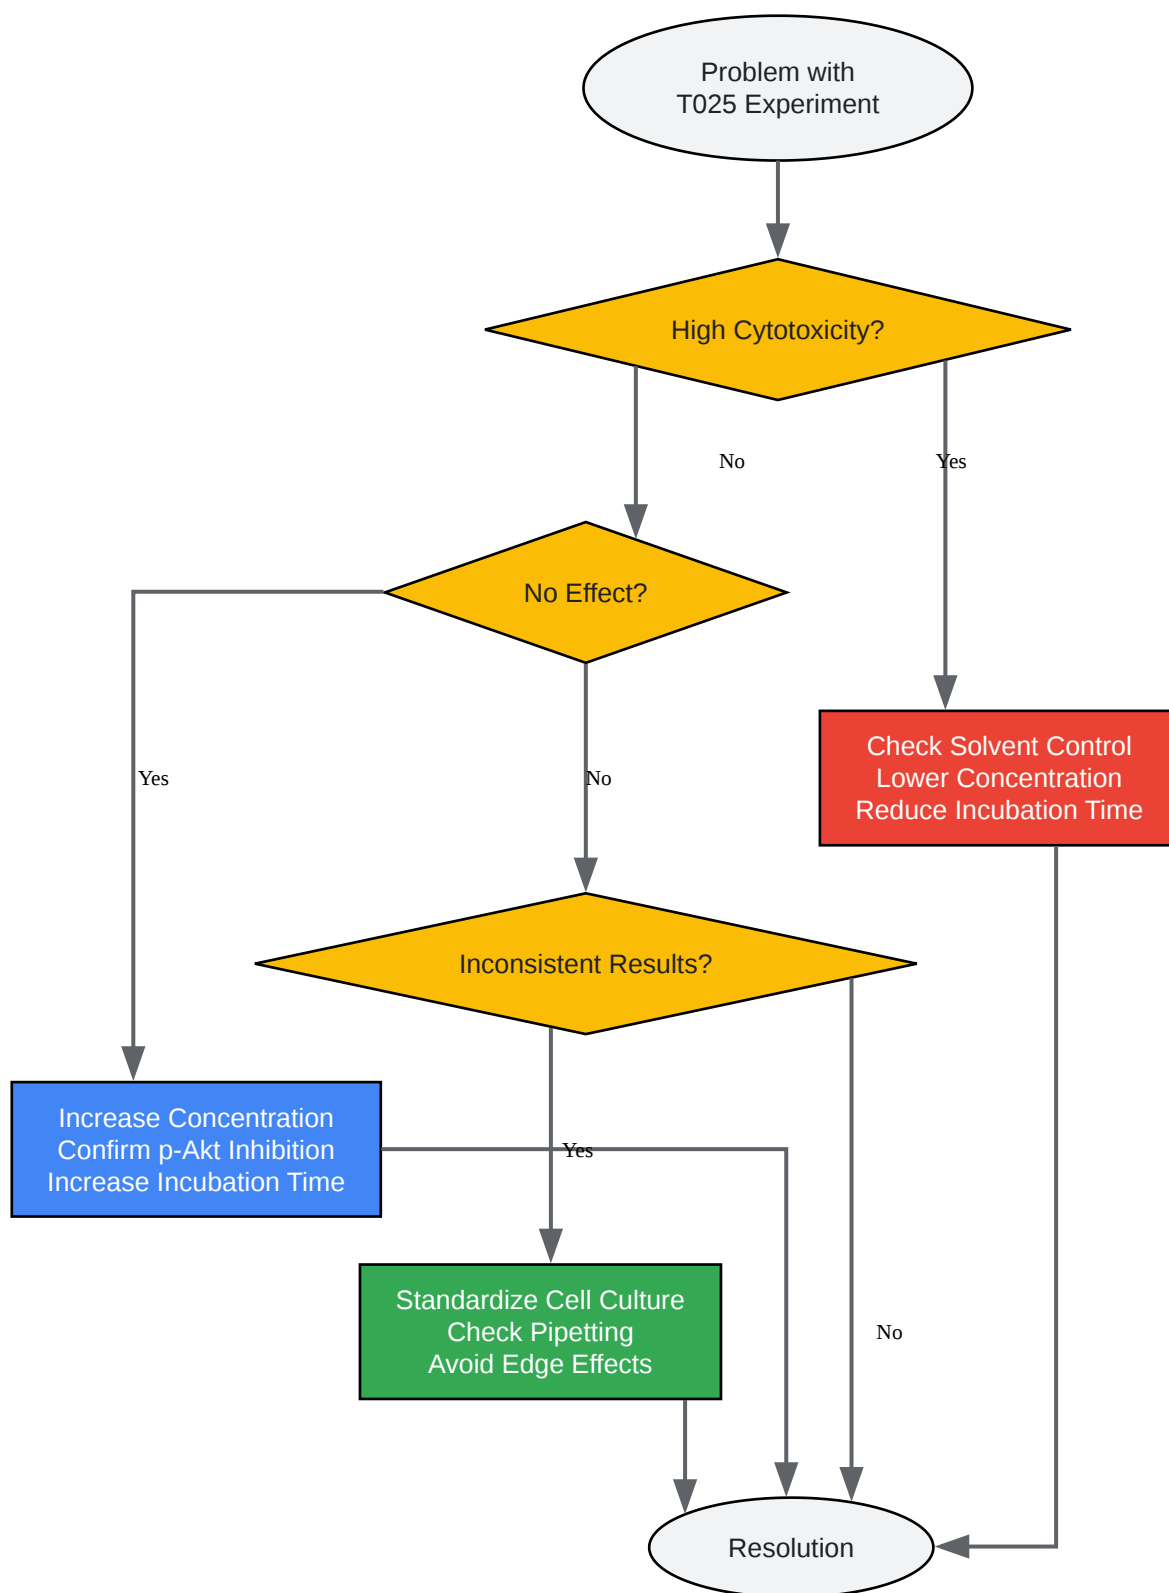 Problem with
T025 Experiment
High Cytotoxicity?
No
Yes
No Effect?
Yes
No
Check Solvent Control
Lower Concentration
Reduce Incubation Time
Inconsistent Results?
Increase Concentration
Confirm p-Akt Inhibition
Increase Incubation Time
Yes
Standardize Cell Culture
Check Pipetting
Avoid Edge Effects
No
Resolution